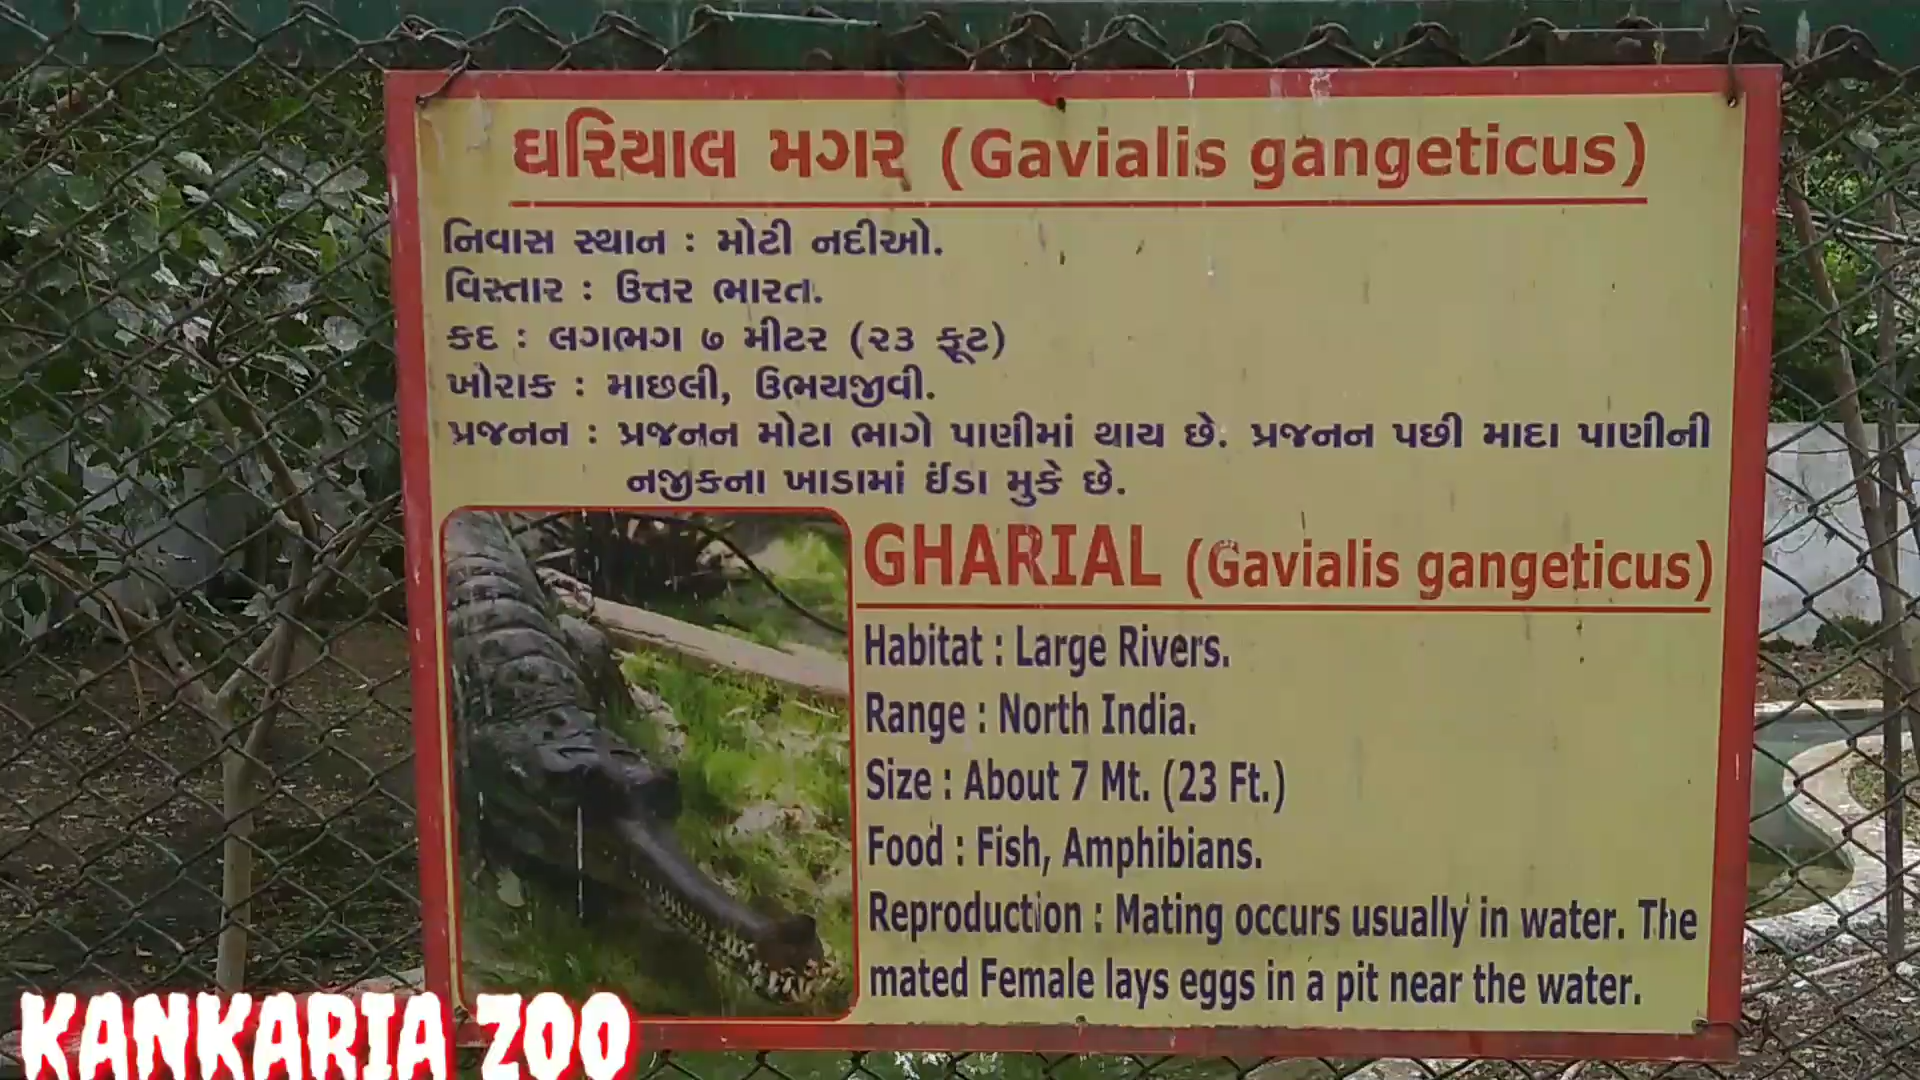 ઘરિયાલ મગર (Gavialis gangeticus)
નિવાસ સ્થાન : મોટી નદીઓ.
વિસ્તાર : ઉત્તર ભારત.
કદ : લગભગ ૭ મીટર (૨૩ ફૂટ)
ખોરાક : માછલી, ઉભયજીવી.
પ્રજનન : પ્રજનન મોટા ભાગે પાણીમાં થાય છે. પ્રજનન પછી માદા પાણીની
નજીકના ખાડામાં ઈંડા મુકે છે.
GHARIAL (Gavialis gangeticus)
Habitat : Large Rivers.
Range : North India.
Size : About 7 Mt. (23 Ft.)
Food : Fish, Amphibians.
Reproduction : Mating occurs usually in water. The
mated Female lays eggs in a pit near the water.
KANKARIA ZOO